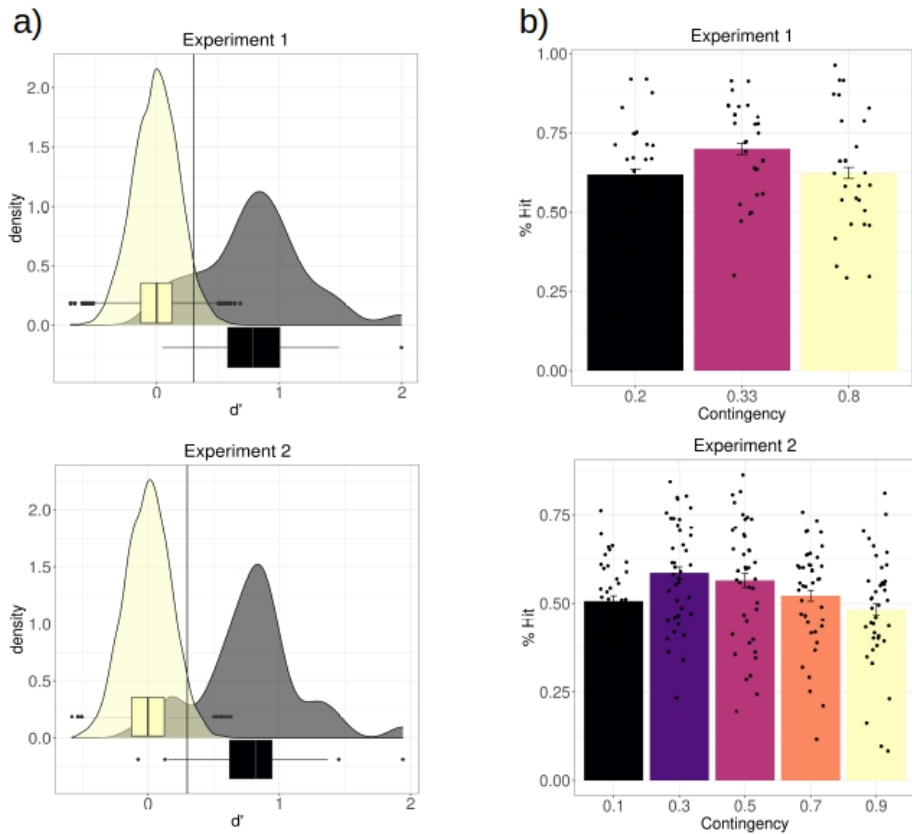 a)
Experiment 1
2.0
1.5
1.0
0.5
0.0
density
0 1 2
d'
Experiment 2
2.0
1.5
1.0
0.5
0.0
density
0 1 2
d'
b)
Experiment 1
1.00
0.75
0.50
0.25
0.00
% Hit
0.2 0.33 0.8
Contingency
Experiment 2
0.75
0.50
0.25
0.00
% Hit
0.1 0.3 0.5 0.7 0.9
Contingency